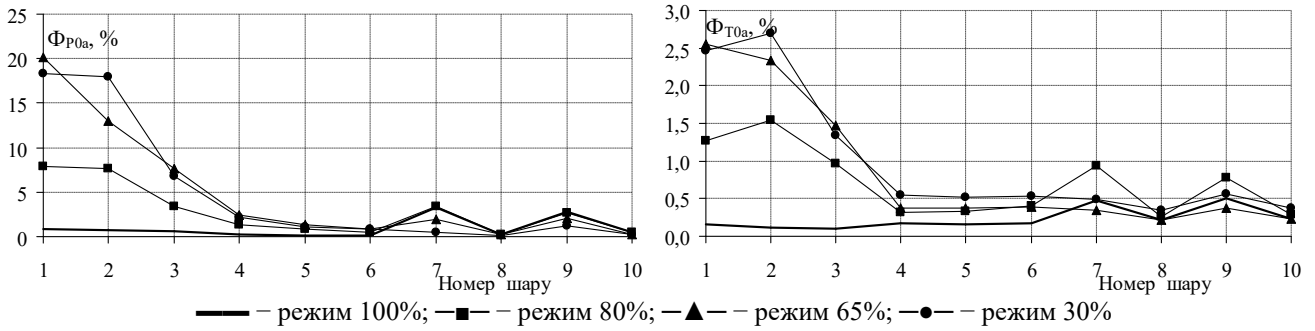 25
20
15
10
5
0
Φ_P0a, %
1 2 3 4 5 6 7 8 9 10
Номер шару
3,0
2,5
2,0
1,5
1,0
0,5
0,0
Φ_T0a, %
1 2 3 4 5 6 7 8 9 10
Номер шару
– режим 100%; – режим 80%; – режим 65%; – режим 30%